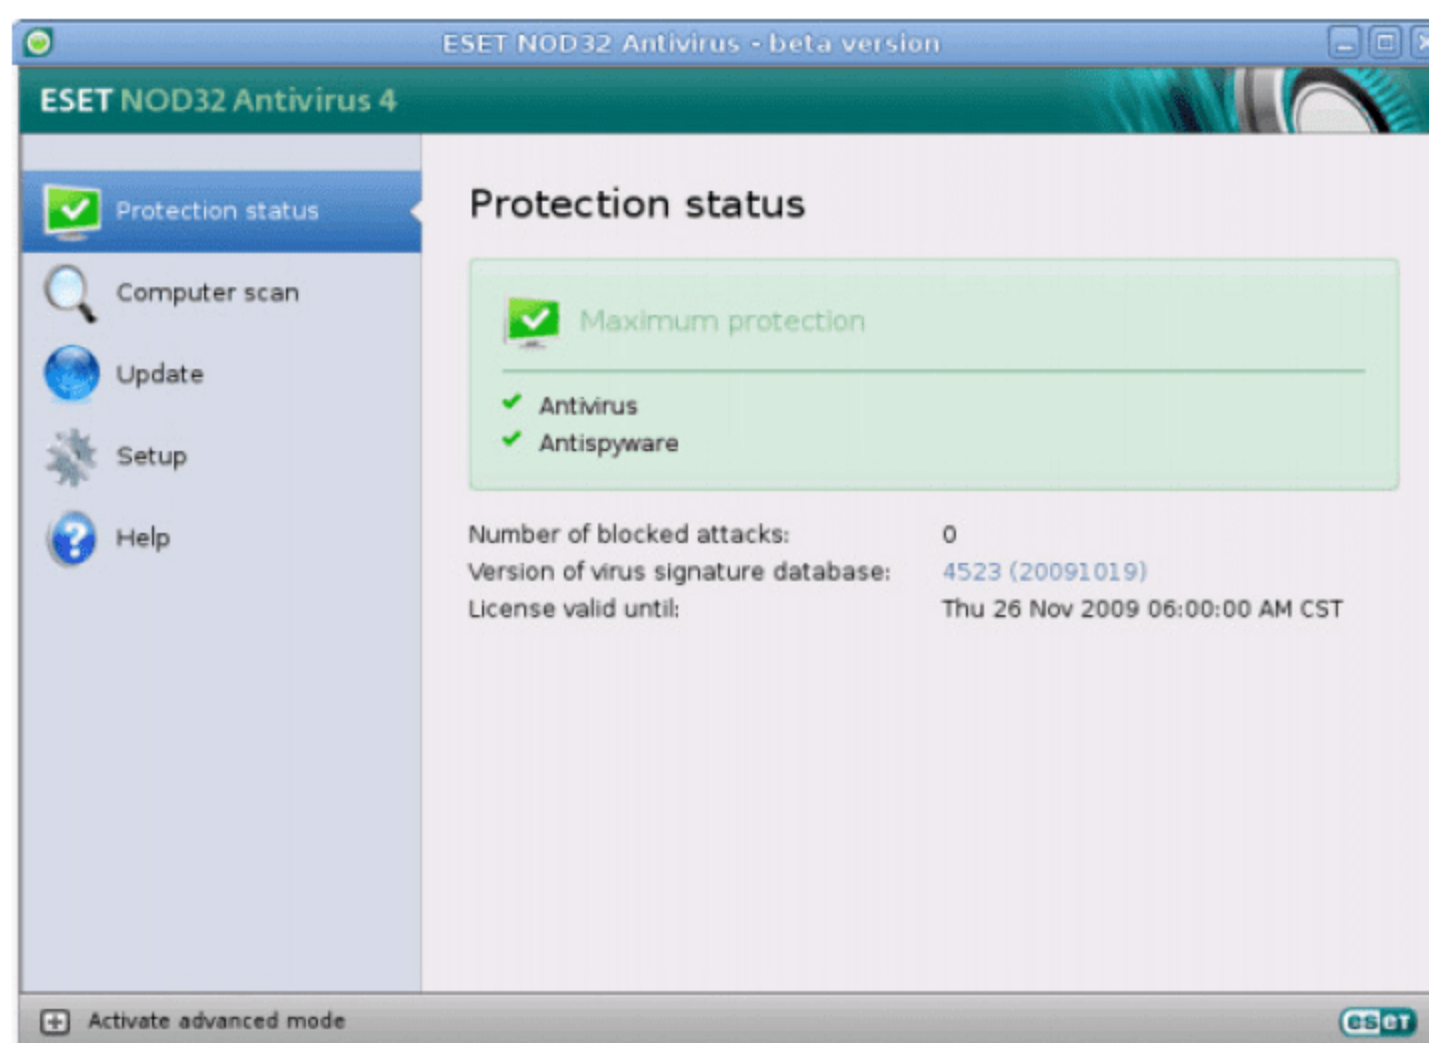 ESET NOD32 Antivirus - beta version
ESET NOD32 Antivirus 4
Protection status
Computer scan
Update
Setup
Help
Protection status
Maximum protection
Antivirus
Antispyware
Number of blocked attacks: 0
Version of virus signature database: 4523 (20091019)
License valid until: Thu 26 Nov 2009 06:00:00 AM CST
Activate advanced mode
eset